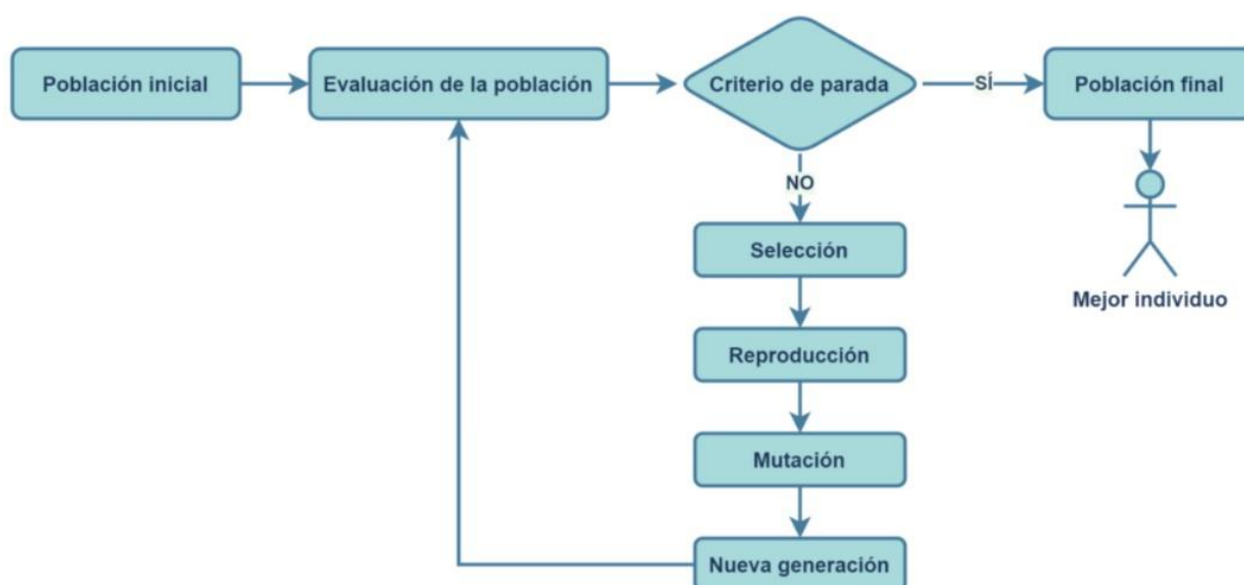 Población inicial
Evaluación de la población
Criterio de parada
SÍ
Población final
NO
Selección
Mejor individuo
Reproducción
Mutación
Nueva generación